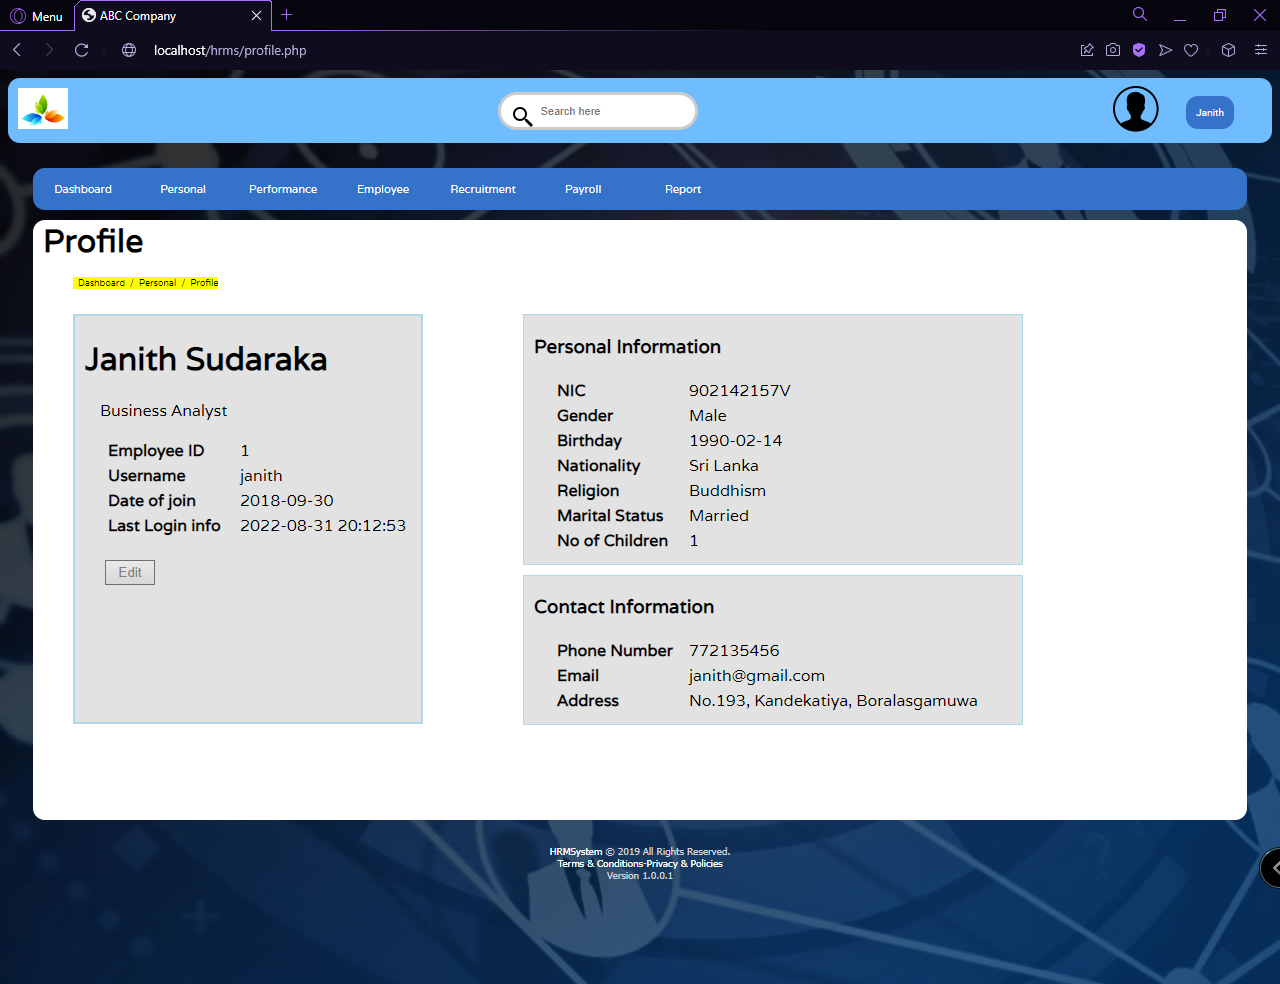 Menu
ABC Company
localhost/hrms/profile.php
Search here
Janith
Dashboard Personal Performance Employee Recruitment Payroll Report
Profile
Dashboard / Personal / Profile
Janith Sudaraka
Business Analyst
Employee ID 1
Username janith
Date of join 2018-09-30
Last Login info 2022-08-31 20:12:53
Edit
Personal Information
NIC 902142157V
Gender Male
Birthday 1990-02-14
Nationality Sri Lanka
Religion Buddhism
Marital Status Married
No of Children 1
Contact Information
Phone Number 772135456
Email janith@gmail.com
Address No.193, Kandekatiya, Boralasgamuwa
HRMSystem © 2019 All Rights Reserved.
Terms & Conditions-Privacy & Policies
Version 1.0.0.1